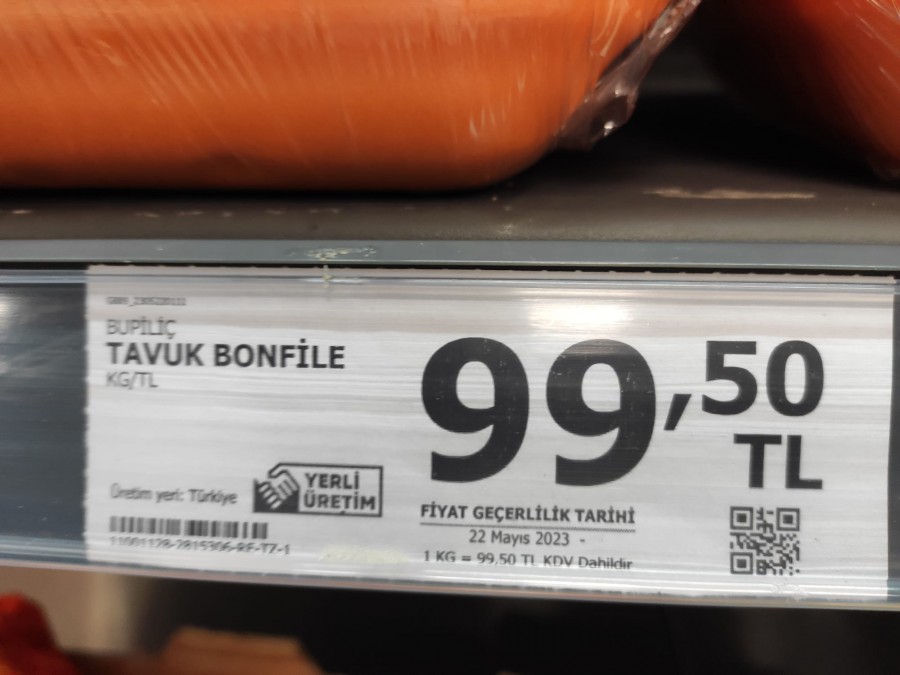 BUPİLİÇ
TAVUK BONFİLE
KG/TL
99,50
TL
Üretim yeri: Türkiye
YERLİ
ÜRETİM
FİYAT GEÇERLİLİK TARİHİ
22 Mayıs 2023 -
1 KG = 99,50 TL KDV Dahildir